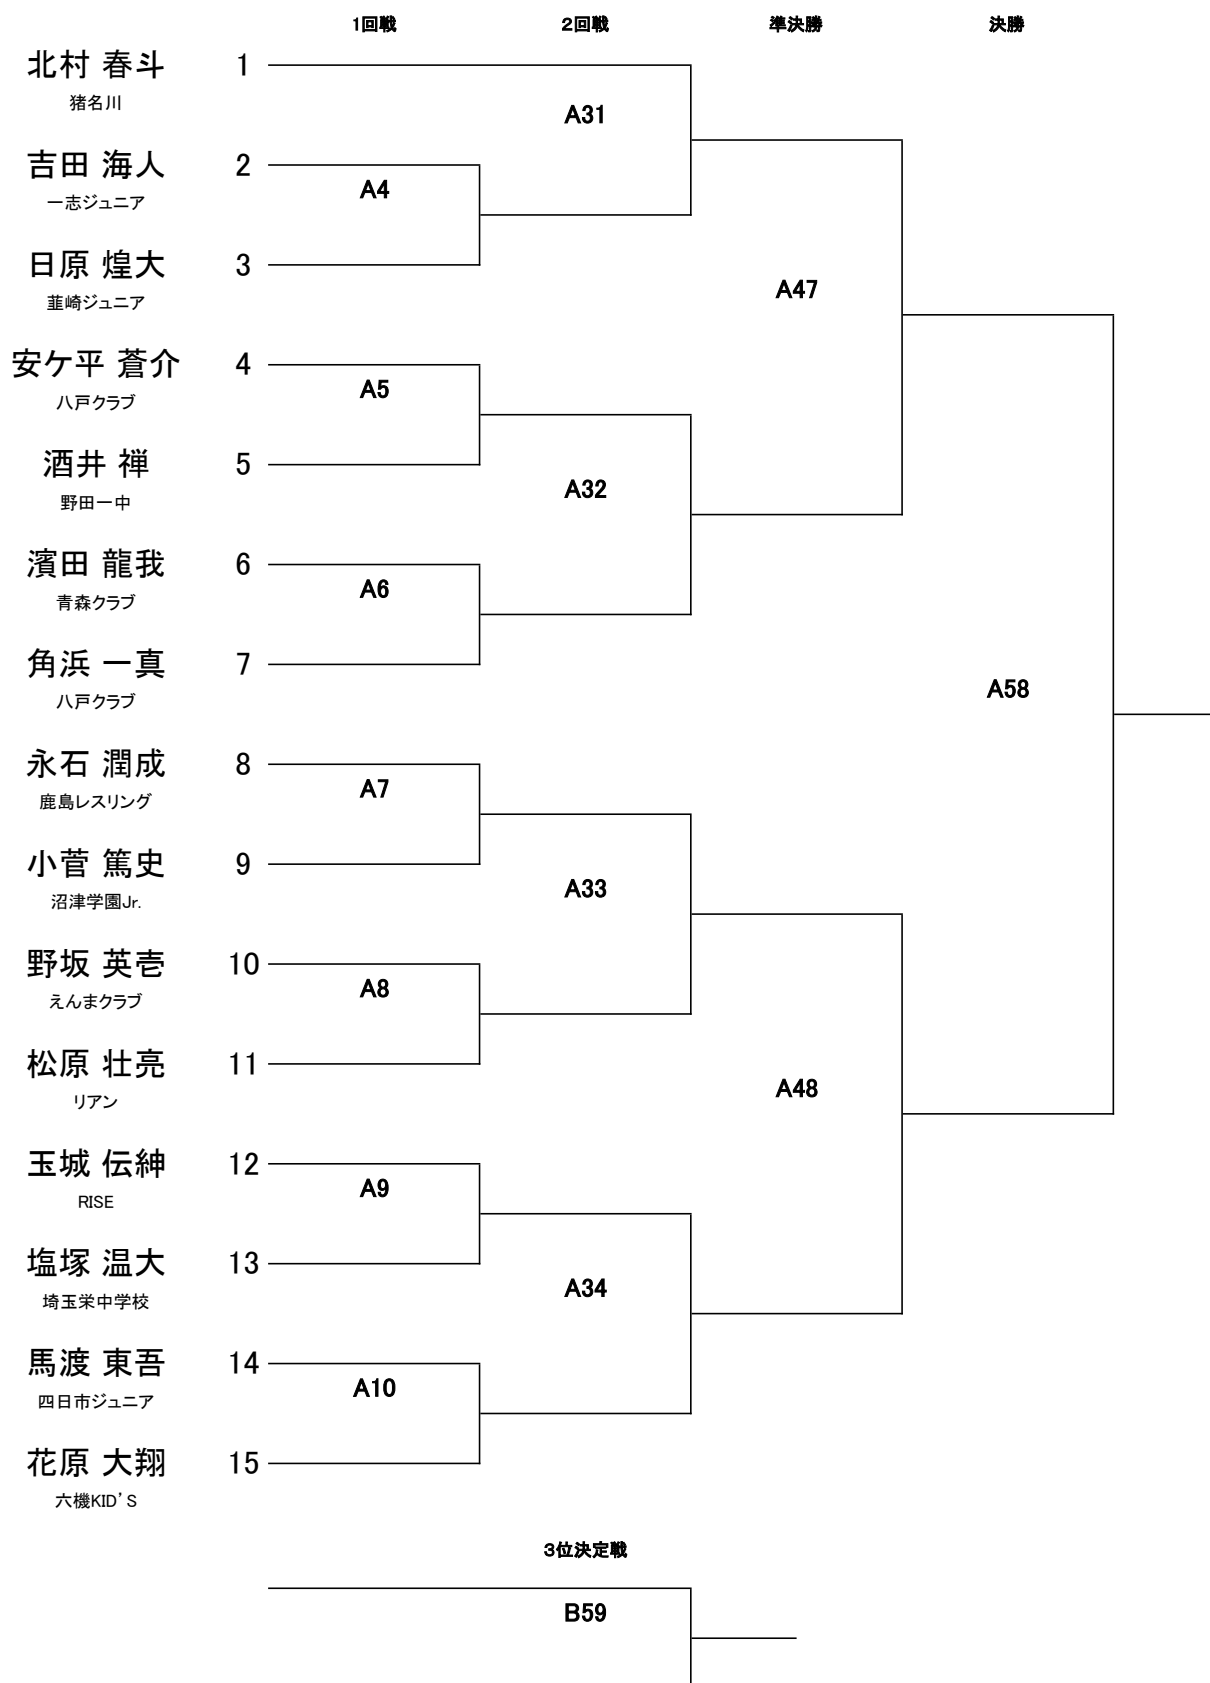 1回戦 2回戦 準決勝 決勝
北村 春斗 1
猪名川
A31
吉田 海人 2
一志ジュニア
A4
日原 煌大 3
韮崎ジュニア
A47
安ケ平 蒼介 4
八戸クラブ
A5
酒井 禅 5
野田一中
A32
濱田 龍我 6
青森クラブ
A6
角浜 一真 7
八戸クラブ
A58
永石 潤成 8
鹿島レスリング
A7
小菅 篤史 9
沼津学園Jr.
A33
野坂 英壱 10
えんまクラブ
A8
松原 壮亮 11
リアン
A48
玉城 伝紳 12
RISE
A9
塩塚 温大 13
埼玉栄中学校
A34
馬渡 東吾 14
四日市ジュニア
A10
花原 大翔 15
六機KID'S
3位決定戦
B59